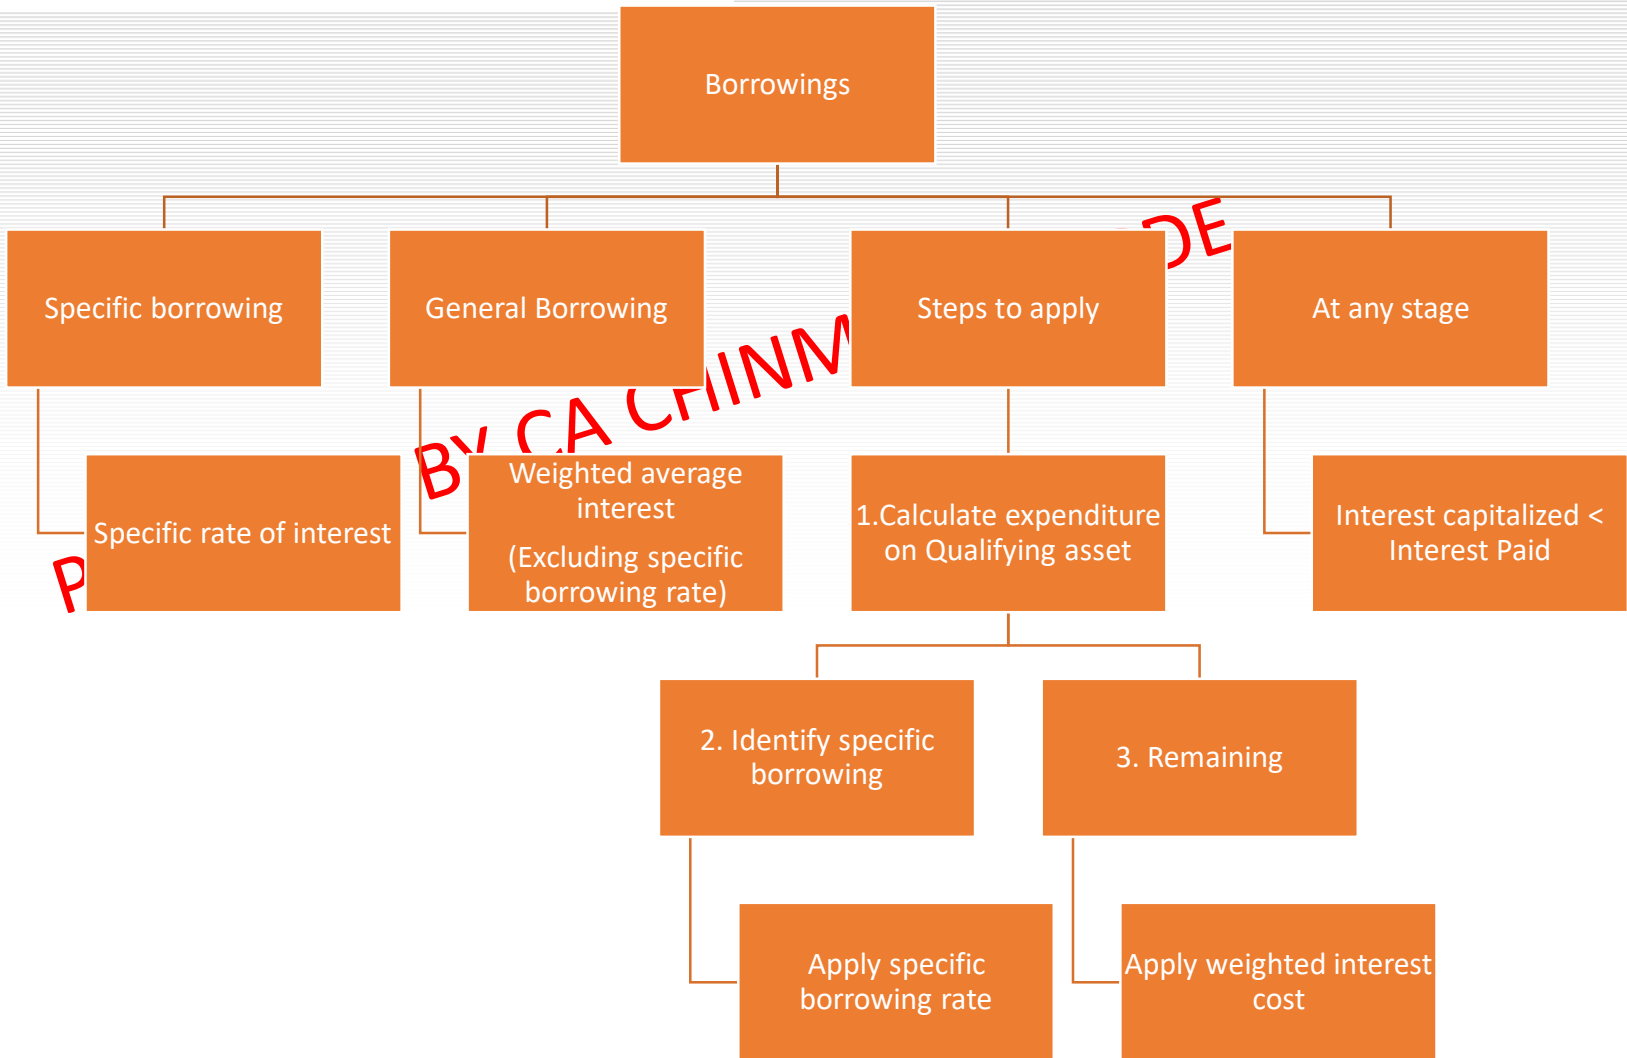 Borrowings
Specific borrowing
General Borrowing
Steps to apply
At any stage
Specific rate of interest
Weighted average
interest
(Excluding specific
borrowing rate)
1.Calculate expenditure
on Qualifying asset
Interest capitalized <
Interest Paid
2. Identify specific
borrowing
3. Remaining
Apply specific
borrowing rate
Apply weighted interest
cost
BY CA